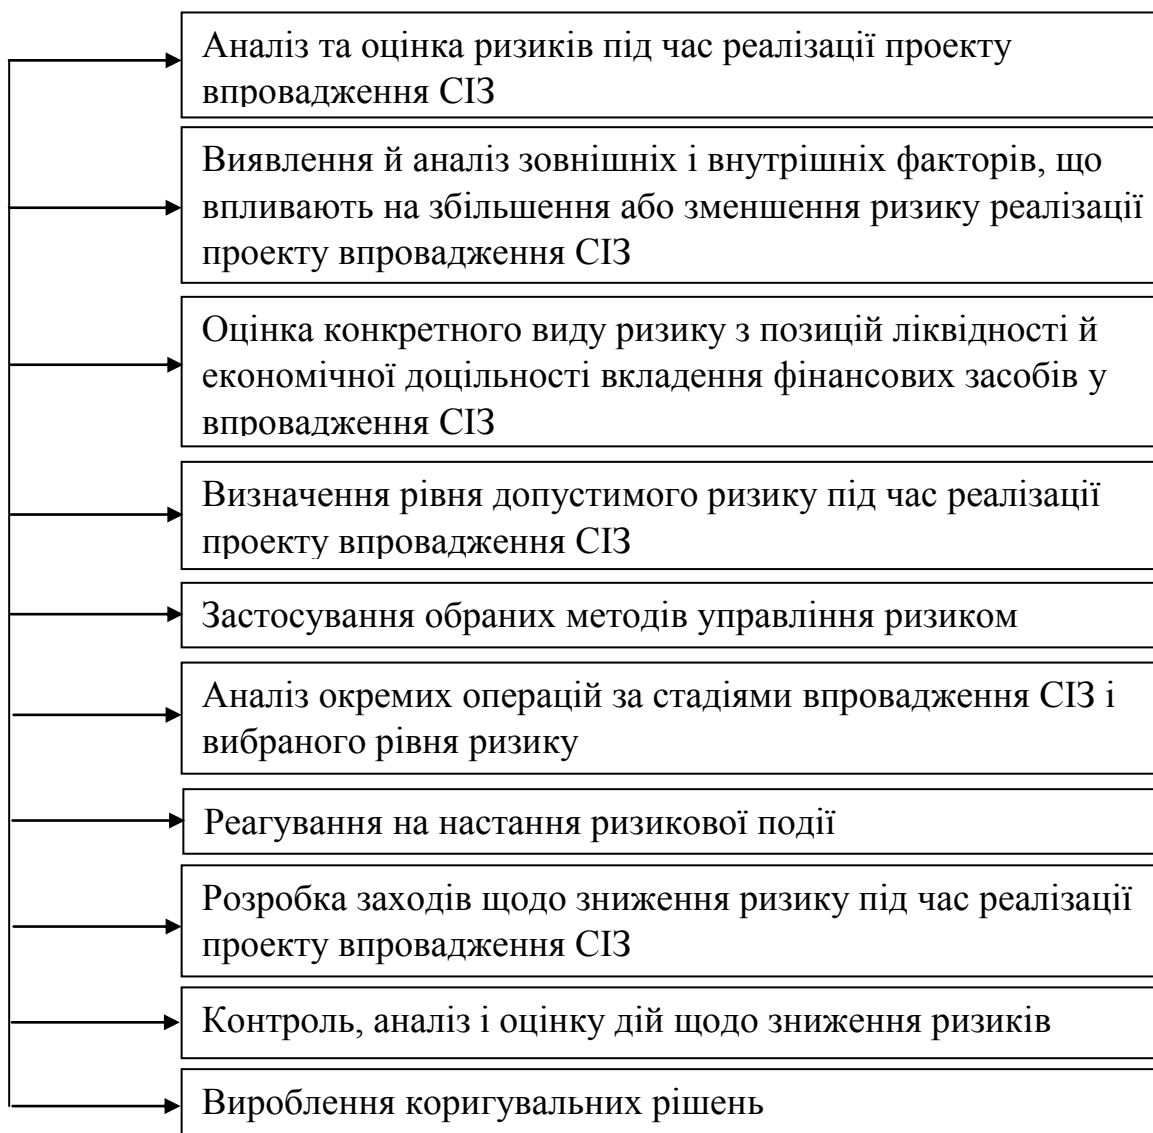 Аналіз та оцінка ризиків під час реалізації проекту
впровадження СІЗ
Виявлення й аналіз зовнішніх і внутрішніх факторів, що
впливають на збільшення або зменшення ризику реалізації
проекту впровадження СІЗ
Оцінка конкретного виду ризику з позицій ліквідності й
економічної доцільності вкладення фінансових засобів у
впровадження СІЗ
Визначення рівня допустимого ризику під час реалізації
проекту впровадження СІЗ
Застосування обраних методів управління ризиком
Аналіз окремих операцій за стадіями впровадження СІЗ і
вибраного рівня ризику
Реагування на настання ризикової події
Розробка заходів щодо зниження ризику під час реалізації
проекту впровадження СІЗ
Контроль, аналіз і оцінку дій щодо зниження ризиків
Вироблення коригувальних рішень